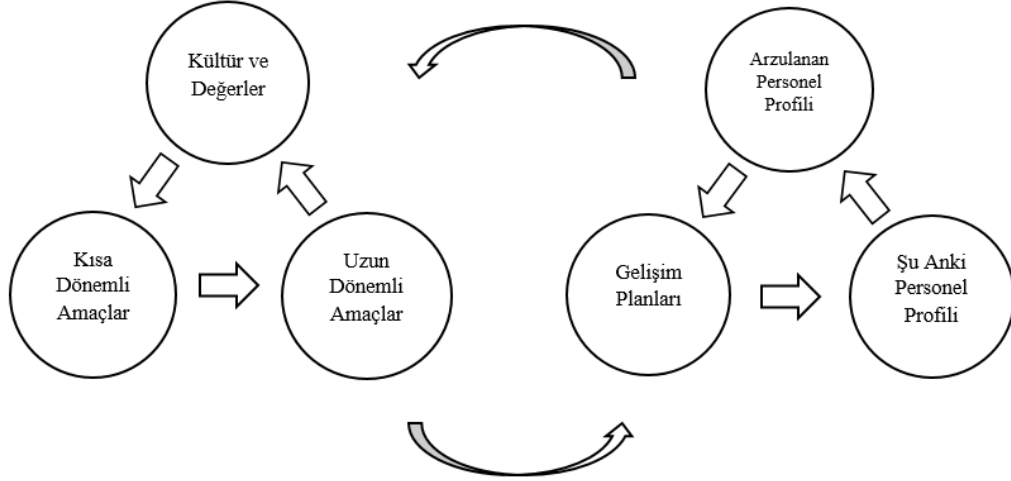 Kültür ve
Değerler
Arzulanan
Personel
Profili
Kısa
Dönemli
Amaçlar
Uzun
Dönemli
Amaçlar
Gelişim
Planları
Şu Anki
Personel
Profili